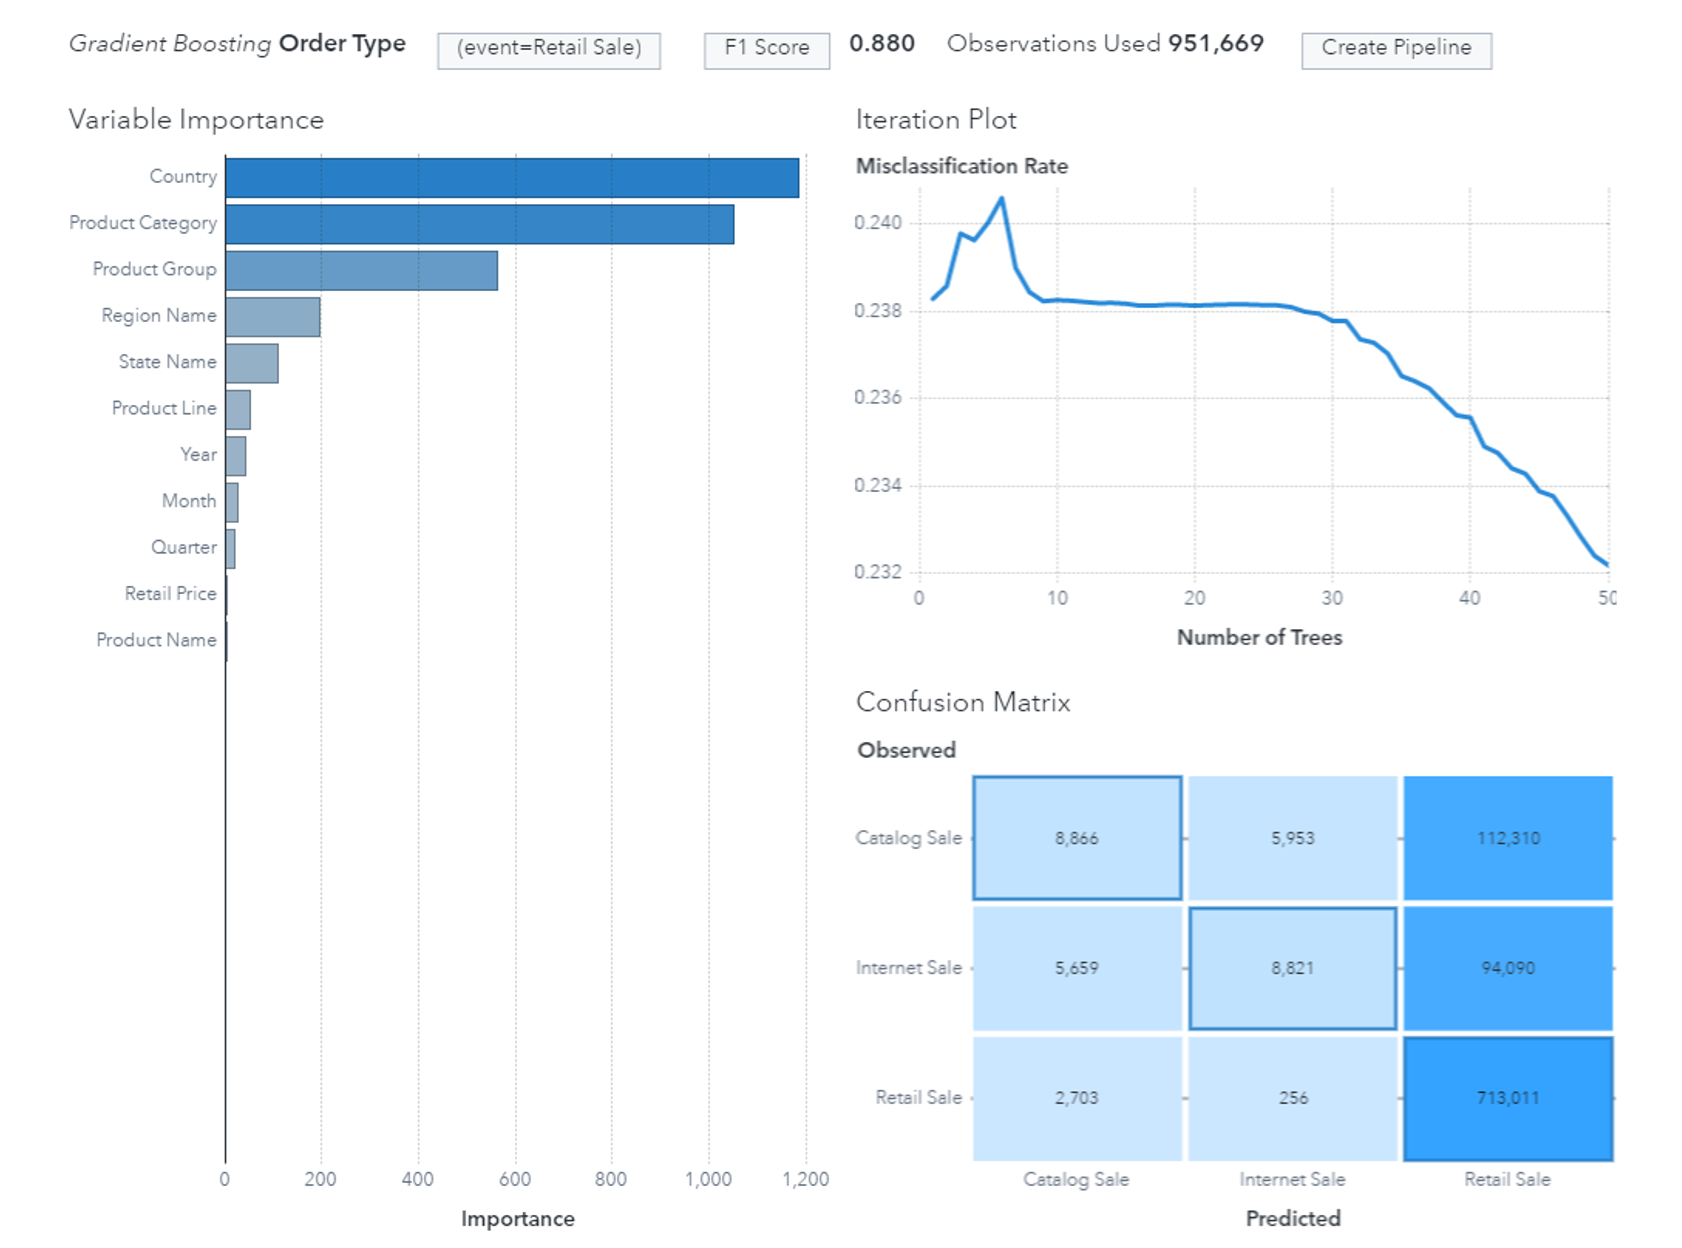 Gradient Boosting Order Type (event=Retail Sale) F1 Score 0.880 Observations Used 951,669 Create Pipeline
Variable Importance
Country
Product Category
Product Group
Region Name
State Name
Product Line
Year
Month
Quarter
Retail Price
Product Name
0 200 400 600 800 1,000 1,200
Importance
Iteration Plot
Misclassification Rate
0.240
0.238
0.236
0.234
0.232
0 10 20 30 40 50
Number of Trees
Confusion Matrix
Observed
Catalog Sale 8,866 5,953 112,310
Internet Sale 5,659 8,821 94,090
Retail Sale 2,703 256 713,011
Catalog Sale Internet Sale Retail Sale
Predicted